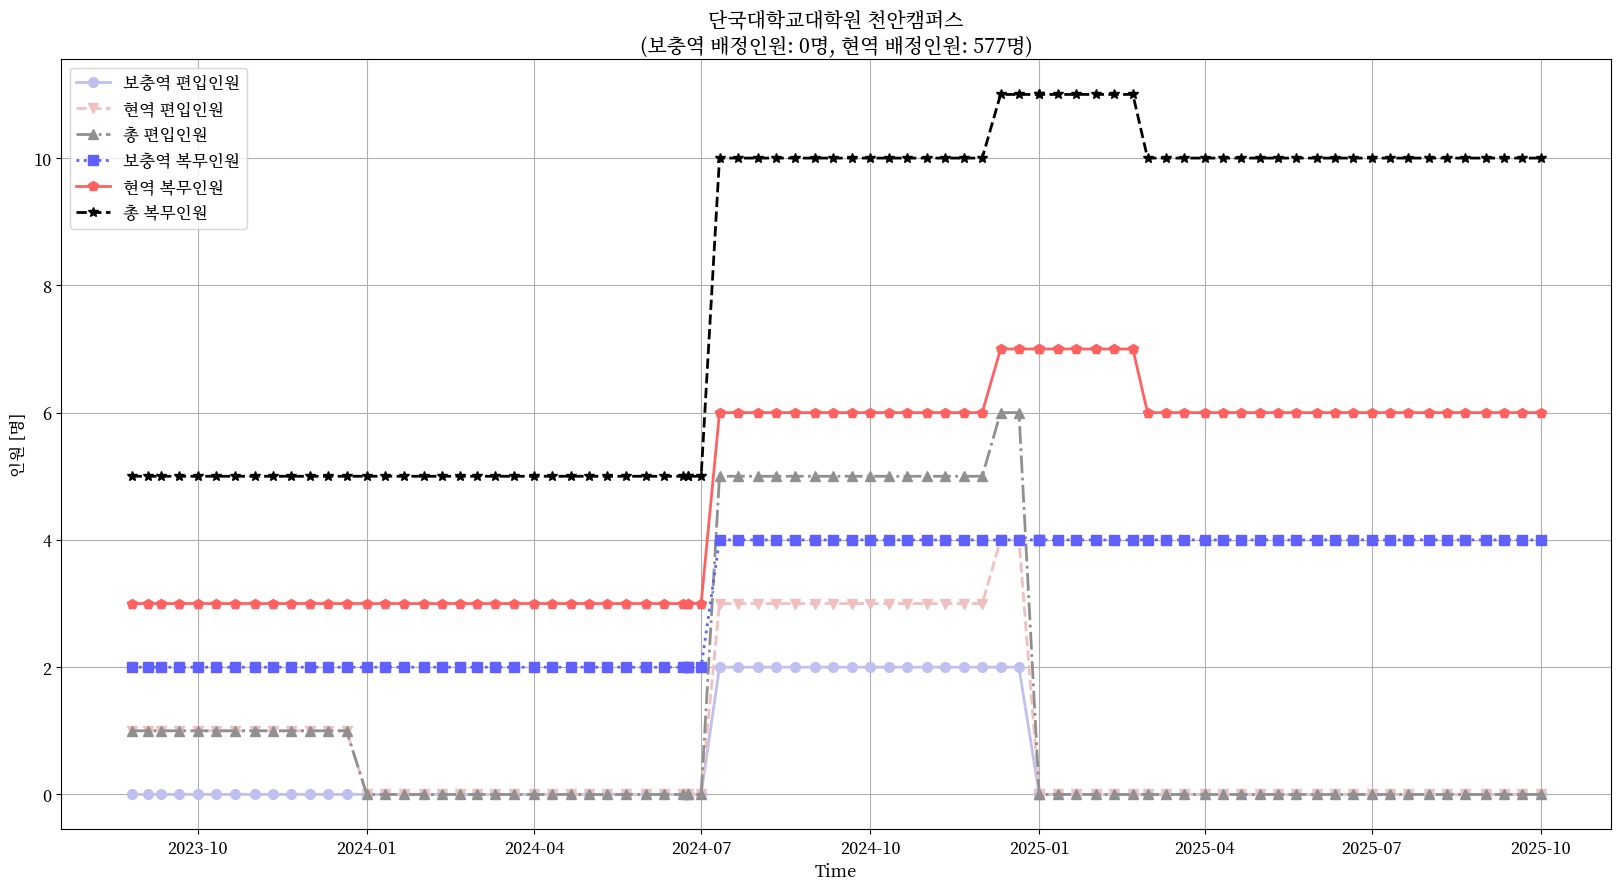 단국대학교대학원 천안캠퍼스
(보충역 배정인원: 0명, 현역 배정인원: 577명)
보충역 편입인원
현역 편입인원
총 편입인원
보충역 복무인원
현역 복무인원
총 복무인원
인원 [명]
10
8
6
4
2
0
2023-10
2024-01
2024-04
2024-07
2024-10
2025-01
2025-04
2025-07
2025-10
Time